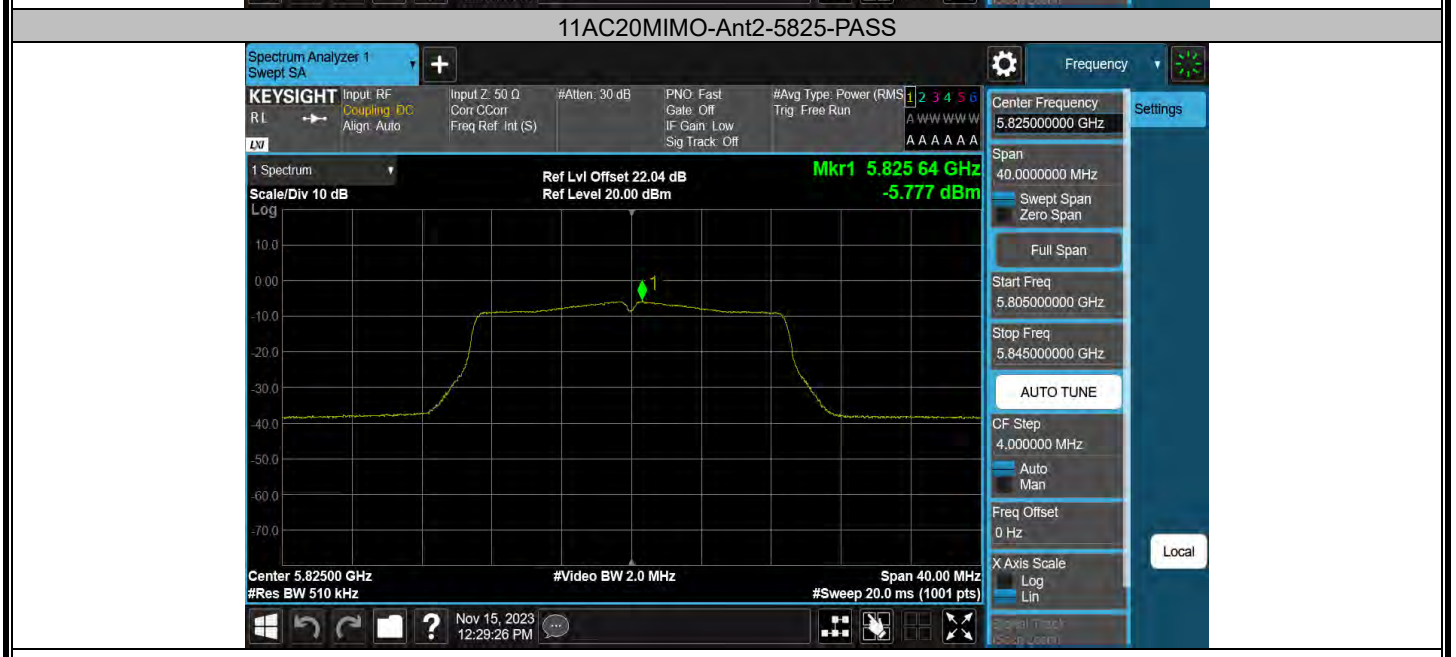 11AC20MIMO-Ant2-5825-PASS
Spectrum Analyzer 1
Swept SA
+
Frequency
KEYSIGHT
RL
LXI
Input: RF
Coupling: DC
Align: Auto
Input Z: 50 Ω
Corr CCorr
Freq Ref: Int (S)
#Atten: 30 dB
PNO: Fast
Gate: Off
IF Gain: Low
Sig Track: Off
#Avg Type: Power (RMS
Trig: Free Run
1 2 3 4 5 6
A W W W W W
A A A A A A
Center Frequency
5.825000000 GHz
Settings
Span
40.0000000 MHz
Swept Span
Zero Span
Full Span
Start Freq
5.805000000 GHz
Stop Freq
5.845000000 GHz
AUTO TUNE
CF Step
4.000000 MHz
Auto
Man
Freq Offset
0 Hz
X Axis Scale
Log
Lin
Signal Track
(Span Zoom)
Local
1 Spectrum
Scale/Div 10 dB
Log
Ref Lvl Offset 22.04 dB
Ref Level 20.00 dBm
Mkr1 5.825 64 GHz
-5.777 dBm
10.0
0.00
-10.0
-20.0
-30.0
-40.0
-50.0
-60.0
-70.0
1
Center 5.82500 GHz
#Res BW 510 kHz
#Video BW 2.0 MHz
Span 40.00 MHz
#Sweep 20.0 ms (1001 pts)
?
Nov 15, 2023
12:29:26 PM